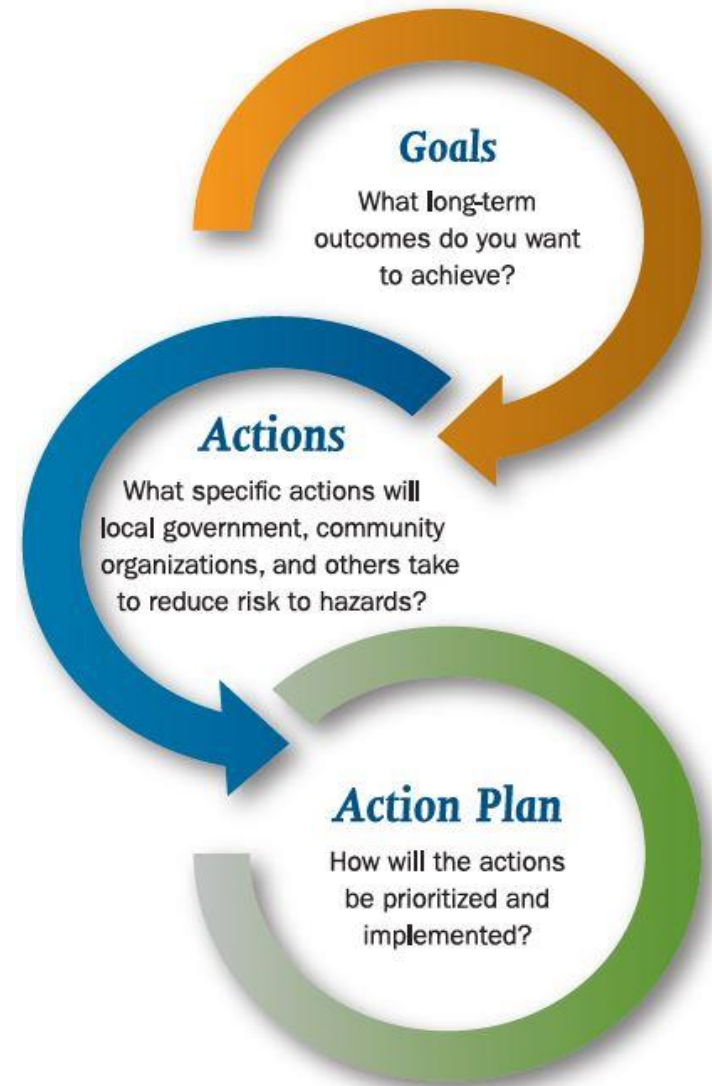 Goals
What long-term
outcomes do you want
to achieve?
Actions
What specific actions will
local government, community
organizations, and others take
to reduce risk to hazards?
Action Plan
How will the actions
be prioritized and
implemented?